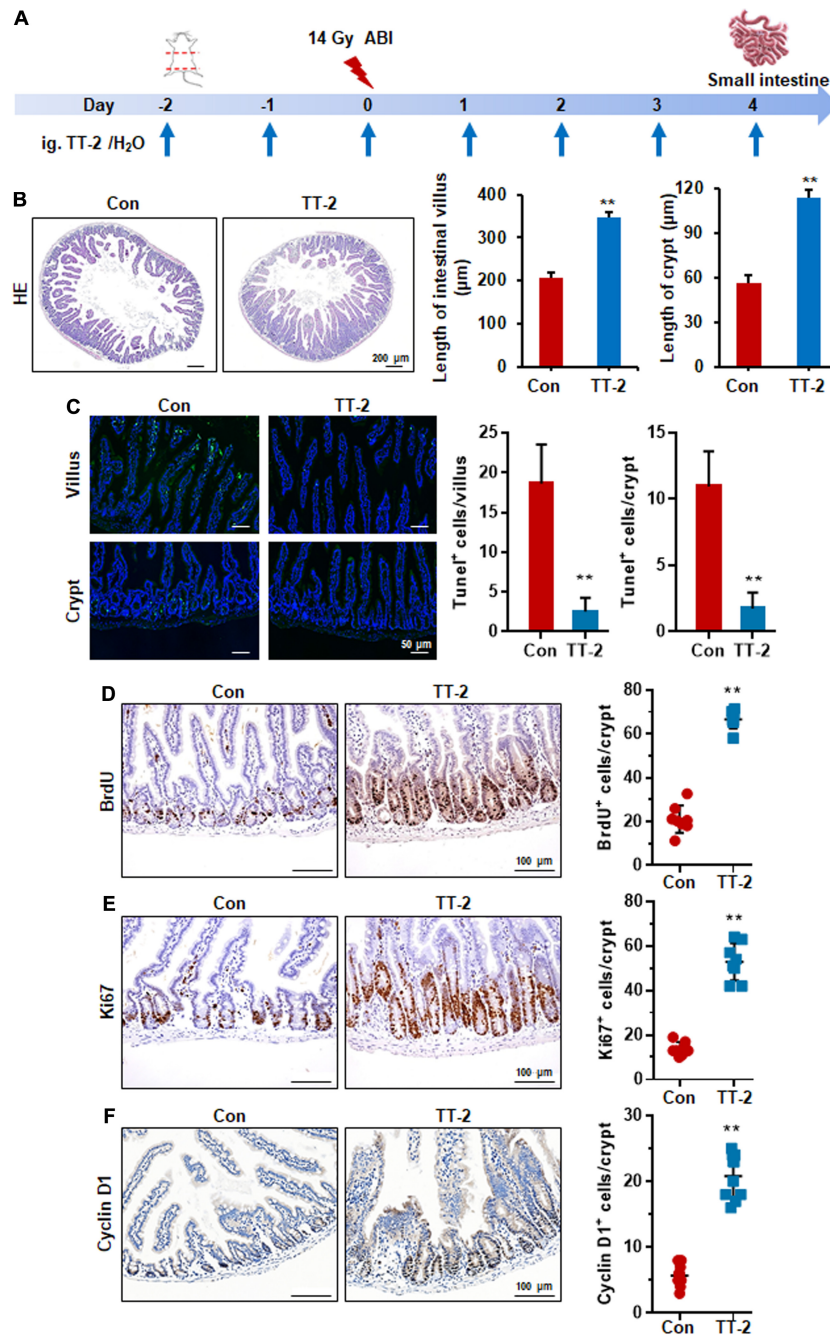 A
14 Gy ABI
Small intestine
Day -2 -1 0 1 2 3 4
ig. TT-2 /H₂O
B
Con TT-2
HE
200 µm
Length of intestinal villus
(µm)
400
300
200
100
0
**
Con TT-2
Length of crypt (µm)
120
90
60
30
0
**
Con TT-2
C
Con TT-2
Villus
Crypt
50 µm
Tunel⁺ cells/villus
25
20
15
10
5
0
**
Con TT-2
Tunel⁺ cells/crypt
15
10
5
0
**
Con TT-2
D
Con TT-2
BrdU
100 µm
BrdU⁺ cells/crypt
80
60
40
20
0
**
Con TT-2
E
Con TT-2
Ki67
100 µm
Ki67⁺ cells/crypt
80
60
40
20
0
**
Con TT-2
F
Con TT-2
Cyclin D1
100 µm
Cyclin D1⁺ cells/crypt
30
20
10
0
**
Con TT-2